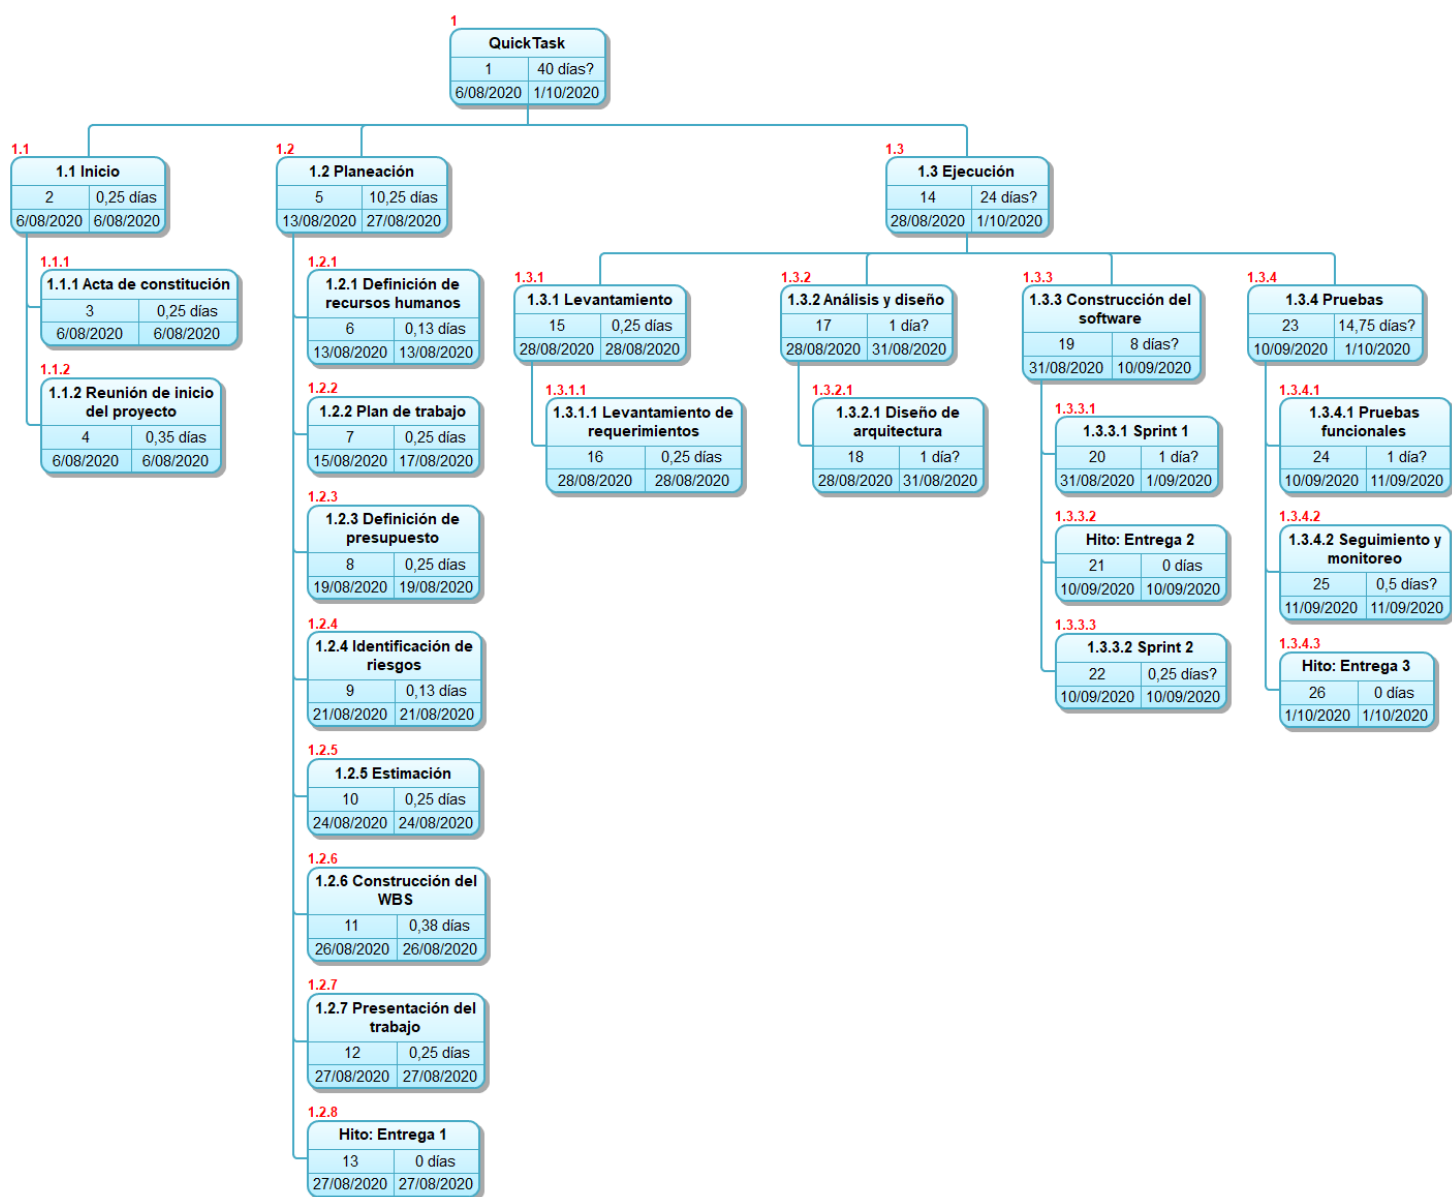 1
QuickTask
1 40 días?
6/08/2020 1/10/2020
1.1
1.1 Inicio
2 0,25 días
6/08/2020 6/08/2020
1.1.1
1.1.1 Acta de constitución
3 0,25 días
6/08/2020 6/08/2020
1.1.2
1.1.2 Reunión de inicio
del proyecto
4 0,35 días
6/08/2020 6/08/2020
1.2
1.2 Planeación
5 10,25 días
13/08/2020 27/08/2020
1.2.1
1.2.1 Definición de
recursos humanos
6 0,13 días
13/08/2020 13/08/2020
1.2.2
1.2.2 Plan de trabajo
7 0,25 días
15/08/2020 17/08/2020
1.2.3
1.2.3 Definición de
presupuesto
8 0,25 días
19/08/2020 19/08/2020
1.2.4
1.2.4 Identificación de
riesgos
9 0,13 días
21/08/2020 21/08/2020
1.2.5
1.2.5 Estimación
10 0,25 días
24/08/2020 24/08/2020
1.2.6
1.2.6 Construcción del
WBS
11 0,38 días
26/08/2020 26/08/2020
1.2.7
1.2.7 Presentación del
trabajo
12 0,25 días
27/08/2020 27/08/2020
1.2.8
Hito: Entrega 1
13 0 días
27/08/2020 27/08/2020
1.3
1.3 Ejecución
14 24 días?
28/08/2020 1/10/2020
1.3.1
1.3.1 Levantamiento
15 0,25 días
28/08/2020 28/08/2020
1.3.1.1
1.3.1.1 Levantamiento de
requerimientos
16 0,25 días
28/08/2020 28/08/2020
1.3.2
1.3.2 Análisis y diseño
17 1 día?
28/08/2020 31/08/2020
1.3.2.1
1.3.2.1 Diseño de
arquitectura
18 1 día?
28/08/2020 31/08/2020
1.3.3
1.3.3 Construcción del
software
19 8 días?
31/08/2020 10/09/2020
1.3.3.1
1.3.3.1 Sprint 1
20 1 día?
31/08/2020 1/09/2020
1.3.3.2
Hito: Entrega 2
21 0 días
10/09/2020 10/09/2020
1.3.3.3
1.3.3.2 Sprint 2
22 0,25 días?
10/09/2020 10/09/2020
1.3.4
1.3.4 Pruebas
23 14,75 días?
10/09/2020 1/10/2020
1.3.4.1
1.3.4.1 Pruebas
funcionales
24 1 día?
10/09/2020 11/09/2020
1.3.4.2
1.3.4.2 Seguimiento y
monitoreo
25 0,5 días?
11/09/2020 11/09/2020
1.3.4.3
Hito: Entrega 3
26 0 días
1/10/2020 1/10/2020